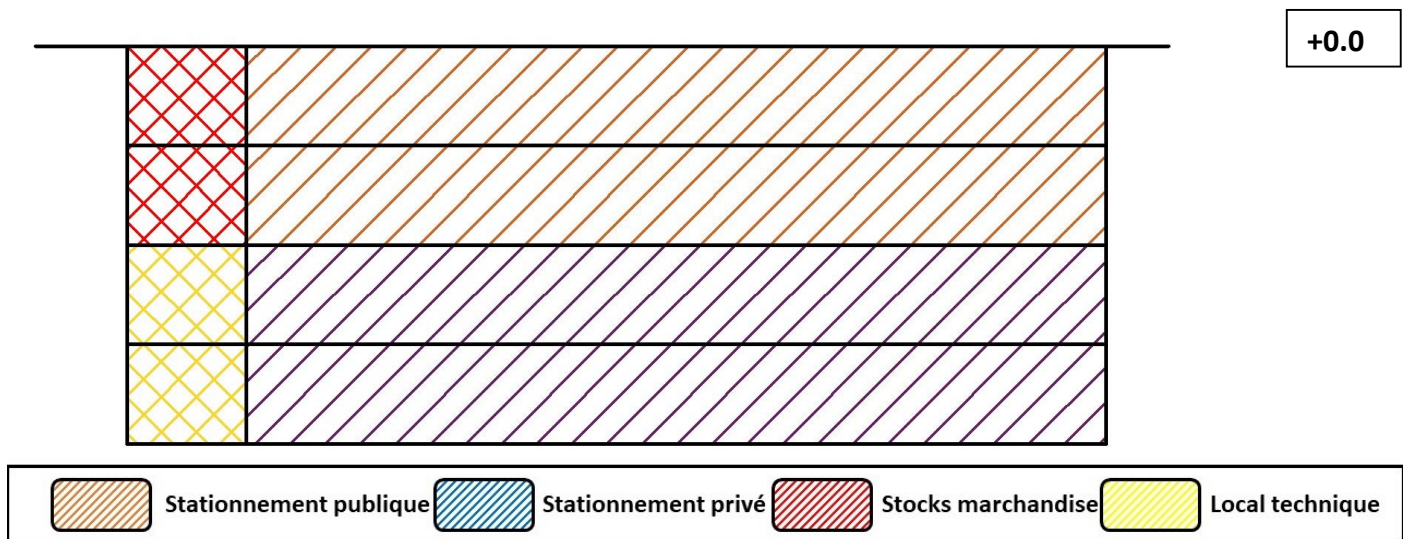 +0.0
Stationnement publique
Stationnement privé
Stocks marchandise
Local technique